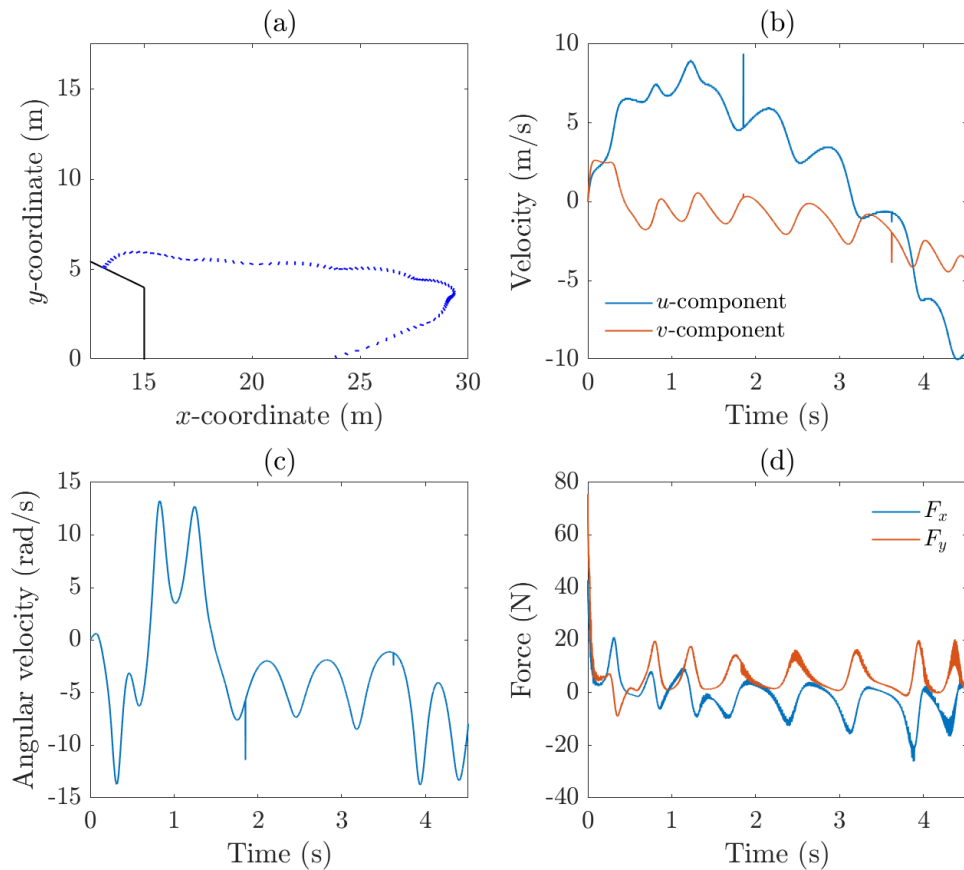 (a)
y-coordinate (m)
15
10
5
0
15
20
25
30
x-coordinate (m)
(b)
Velocity (m/s)
10
5
0
-5
-10
u-component
v-component
0
1
2
3
4
Time (s)
(c)
Angular velocity (rad/s)
15
10
5
0
-5
-10
-15
0
1
2
3
4
Time (s)
(d)
Force (N)
80
60
40
20
0
-20
-40
F_x
F_y
0
1
2
3
4
Time (s)